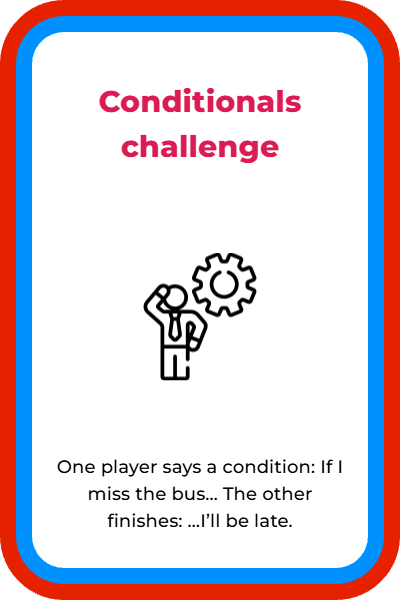 Conditionals
challenge
One player says a condition: If I
miss the bus... The other
finishes: ...I’ll be late.